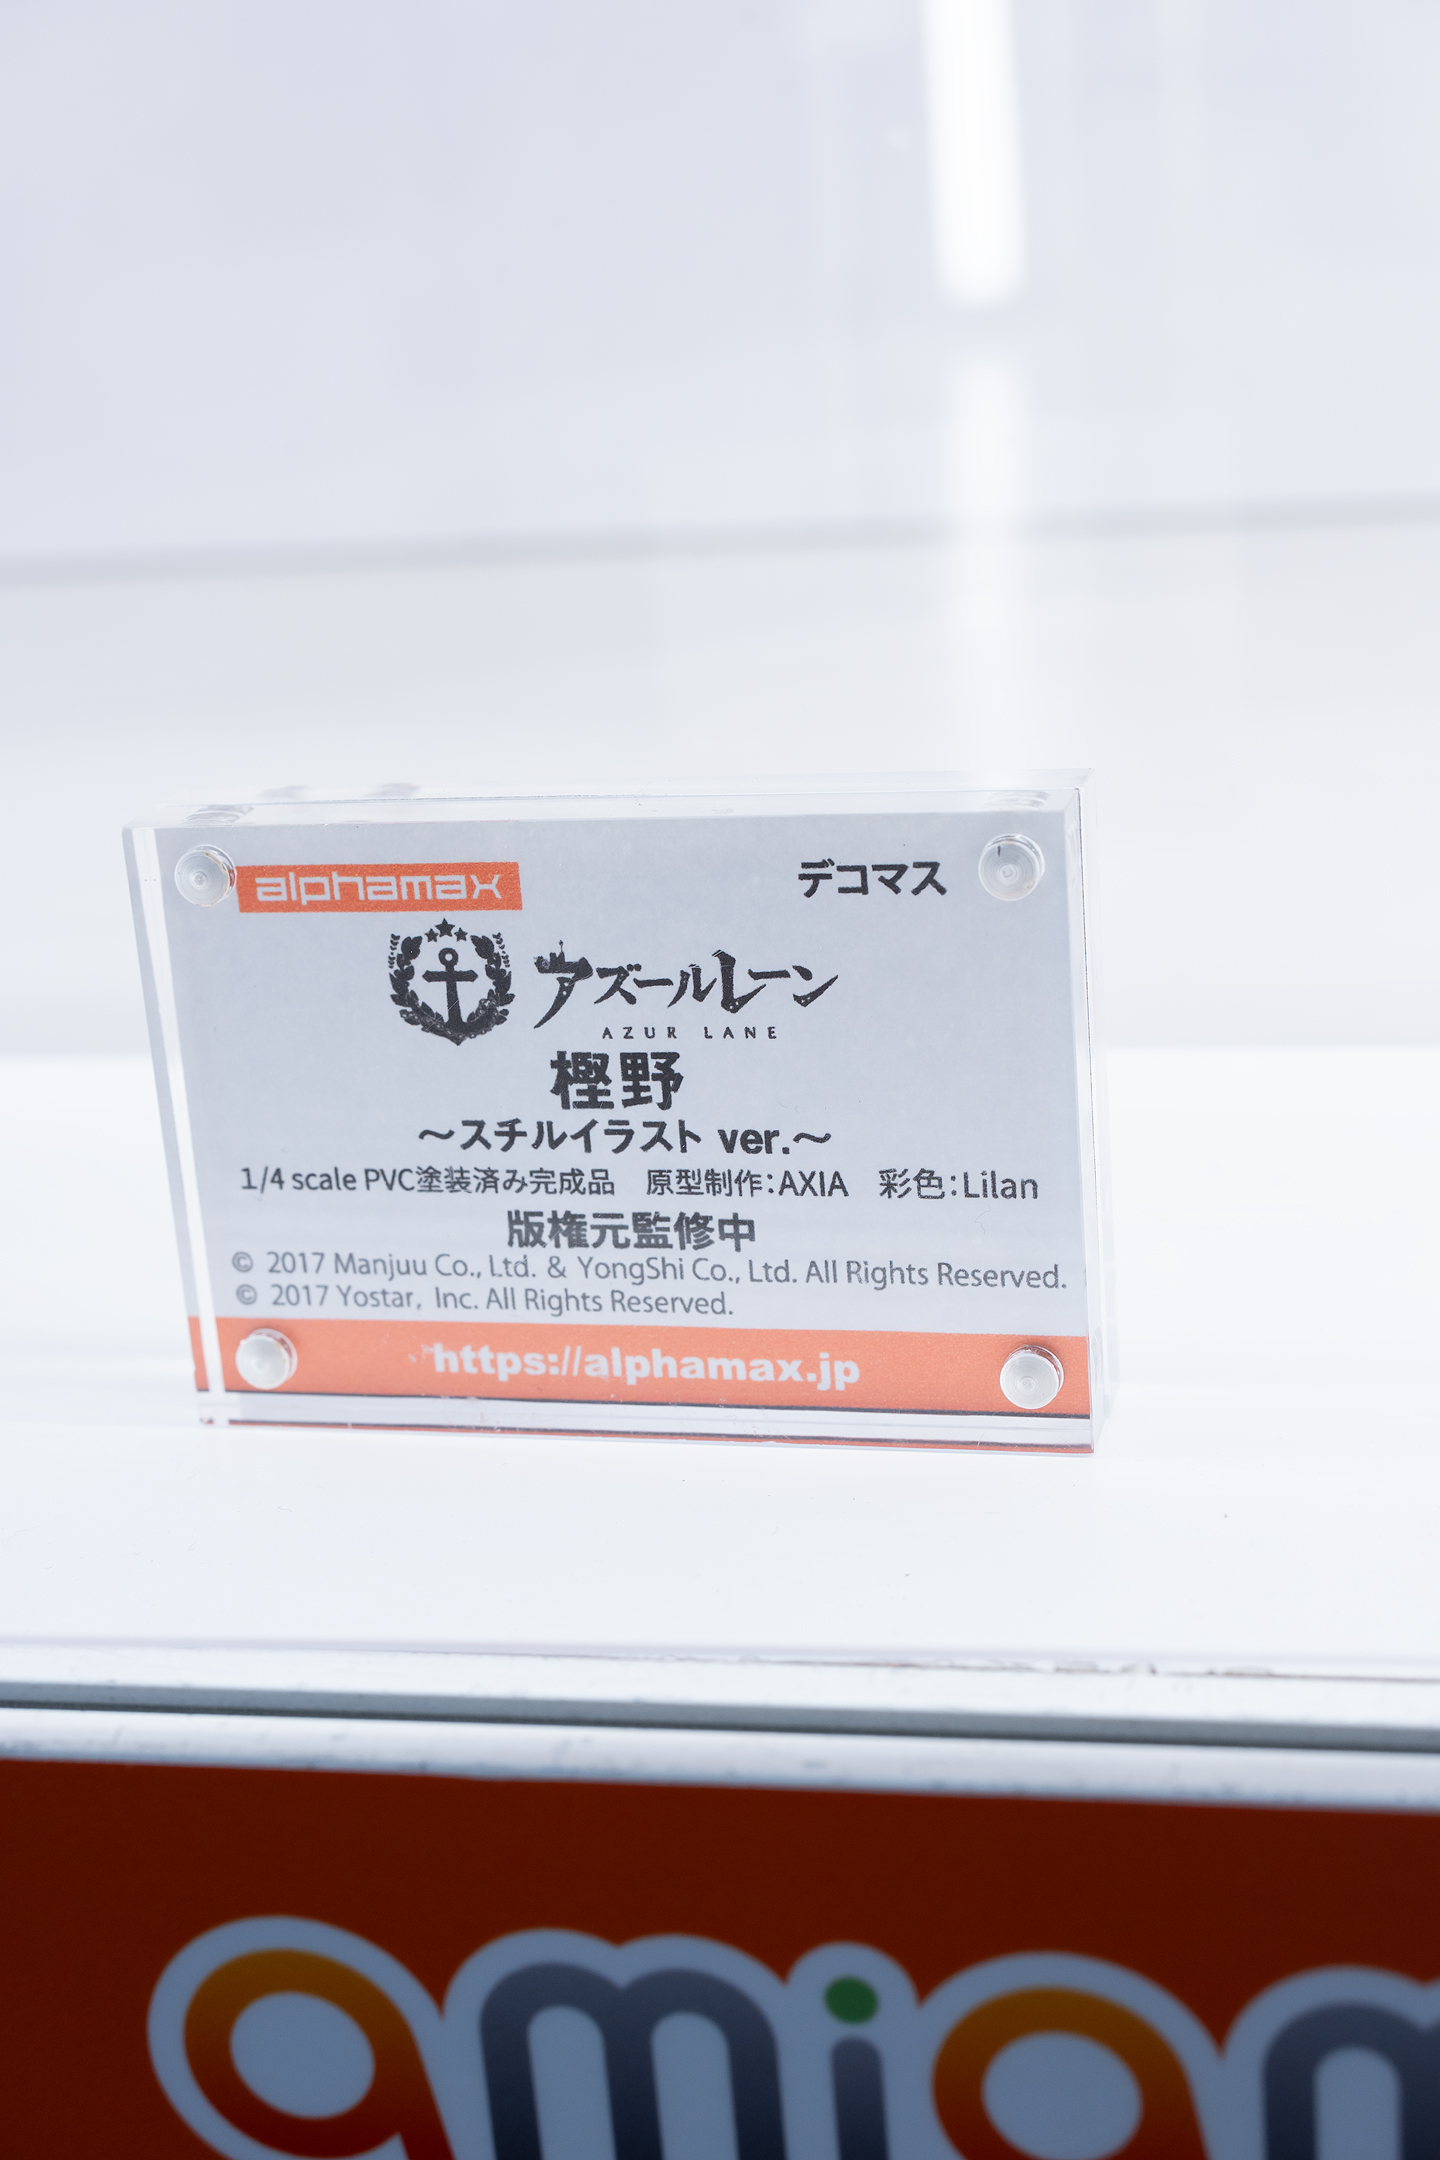 alphamax
デコマス
アズールレーン
AZUR LANE
樫野
～スチルイラスト ver.～
1/4 scale PVC塗装済み完成品　原型制作：AXIA　彩色：Lilan
版権元監修中
© 2017 Manjuu Co., Ltd. & YongShi Co., Ltd. All Rights Reserved.
© 2017 Yostar, Inc. All Rights Reserved.
https://alphamax.jp
amiam